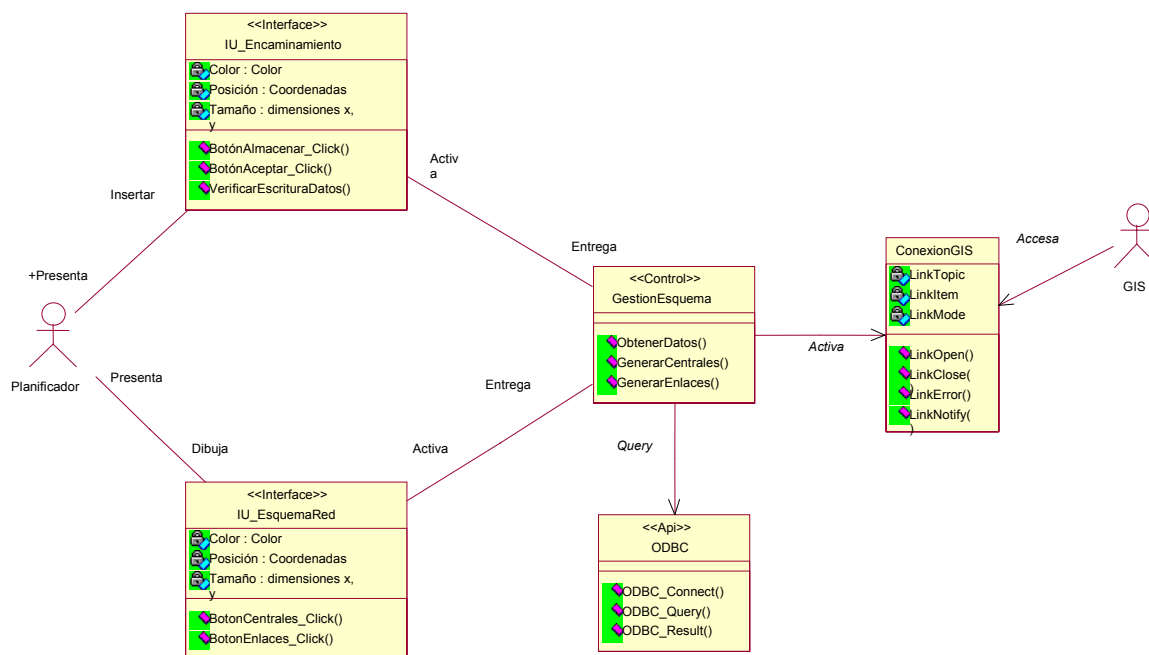 <<Interface>>
IU_Encaminamiento
Color : Color
Posición : Coordenadas
Tamaño : dimensiones x,
y
BotónAlmacenar_Click()
BotónAceptar_Click()
VerificarEscrituraDatos()
Activ
a
Insertar
+Presenta
Planificador
Presenta
Dibuja
Entrega
<<Control>>
GestionEsquema
ObtenerDatos()
GenerarCentrales()
GenerarEnlaces()
Entrega
Activa
Query
Activa
ConexionGIS
LinkTopic
LinkItem
LinkMode
LinkOpen()
LinkClose(
)
LinkError()
LinkNotify(
)
Accesa
GIS
<<Interface>>
IU_EsquemaRed
Color : Color
Posición : Coordenadas
Tamaño : dimensiones x,
y
BotonCentrales_Click()
BotonEnlaces_Click()
<<Api>>
ODBC
ODBC_Connect()
ODBC_Query()
ODBC_Result()